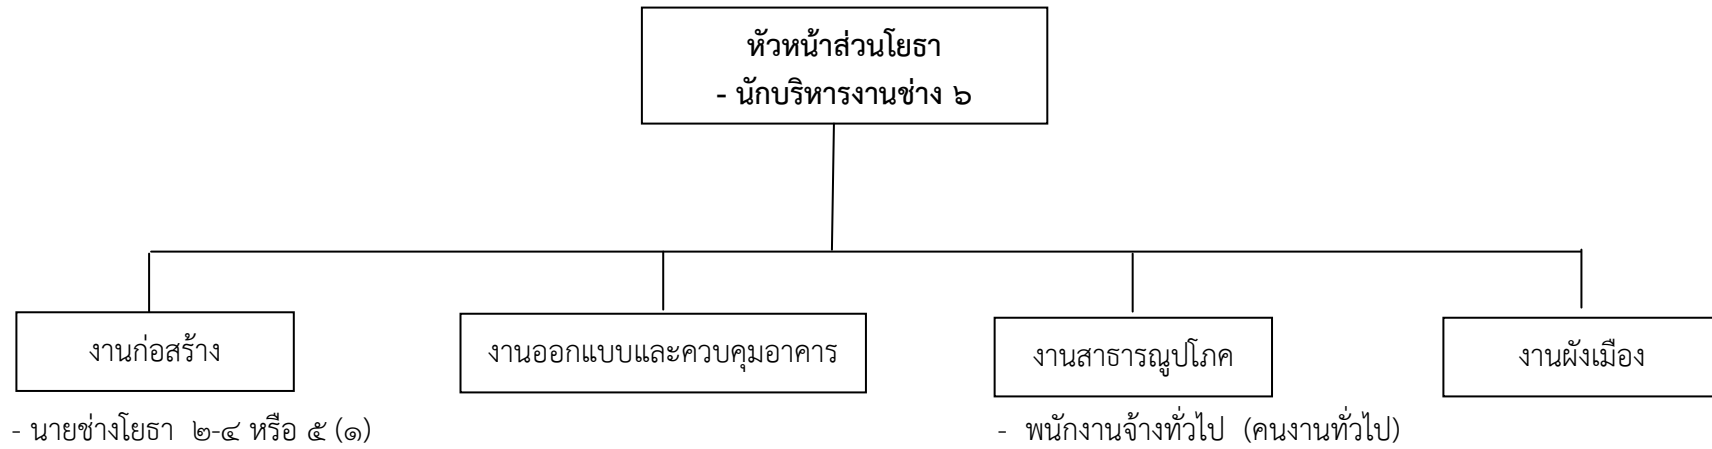 หัวหน้าส่วนโยธา
- นักบริหารงานช่าง ๖
งานก่อสร้าง
งานออกแบบและควบคุมอาคาร
งานสาธารณูปโภค
งานผังเมือง
- นายช่างโยธา ๒-๔ หรือ ๕ (๑)
- พนักงานจ้างทั่วไป (คนงานทั่วไป)